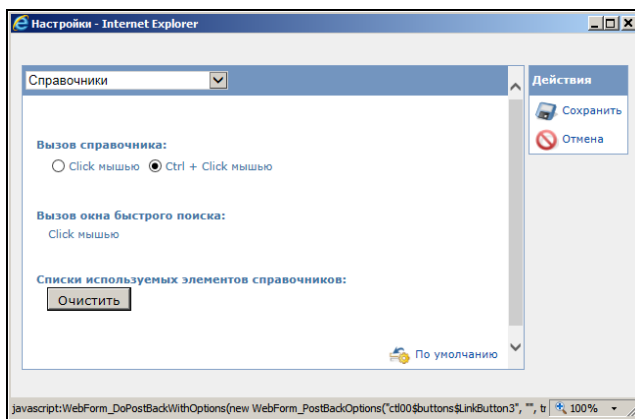 Настройки - Internet Explorer
Справочники
Действия
Сохранить
Отмена
Вызов справочника:
Click мышью Ctrl + Click мышью
Вызов окна быстрого поиска:
Click мышью
Списки используемых элементов справочников:
Очистить
По умолчанию
javascript:WebForm_DoPostBackWithOptions(new WebForm_PostBackOptions("ctl00$buttons$LinkButton3", "", tr 100%